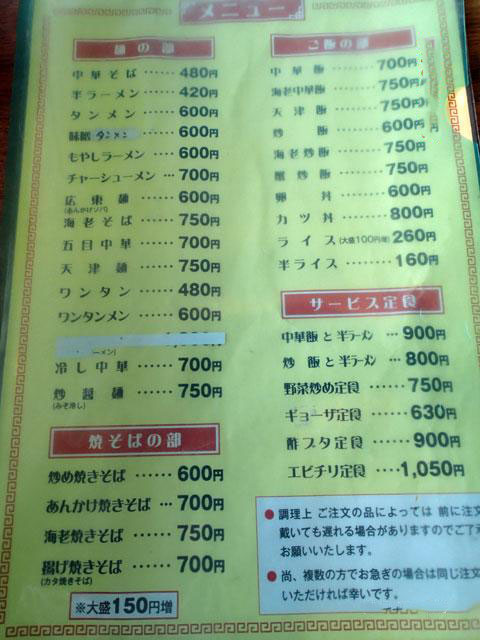 メニュー
麺の部
中華そば ······ 480円
半ラーメン ······ 420円
タンメン ······ 600円
味噌タンメン ······ 600円
もやしラーメン ···· 600円
チャーシューメン ··· 700円
広東麺 ······ 600円
(あんかけソバ)
海老そば ······ 750円
五目中華 ······ 700円
天津麺 ······ 750円
ワンタン ······ 480円
ワンタンメン ····· 600円
ーメン)
冷し中華 ······ 700円
炒醤麺 ······ 750円
(みそ冷し)
焼そばの部
炒め焼きそば ······ 600円
あんかけ焼きそば ··· 700円
海老焼きそば ······ 750円
揚げ焼きそば ······ 700円
(カタ焼きそば)
※大盛150円増
ご飯の部
中華飯 ········ 700円
海老中華飯 ······ 750円
天津飯 ········ 750円
炒飯 ········ 600円
海老炒飯 ······· 750円
蟹炒飯 ······· 750円
卵丼 ········ 600円
カツ丼 ········ 800円
ライス(大盛100円増) 260円
半ライス ········ 160円
サービス定食
中華飯と半ラーメン ··· 900円
炒飯と半ラーメン ··· 800円
野菜炒め定食 ······ 750円
ギョーザ定食 ······ 630円
酢ブタ定食 ······ 900円
エビチリ定食 ···· 1,050円
● 調理上 ご注文の品によっては 前に注文
戴いても遅れる場合がありますのでご了
お願いいたします。
● 尚、複数の方でお急ぎの場合は同じ注文
いただければ幸いです。